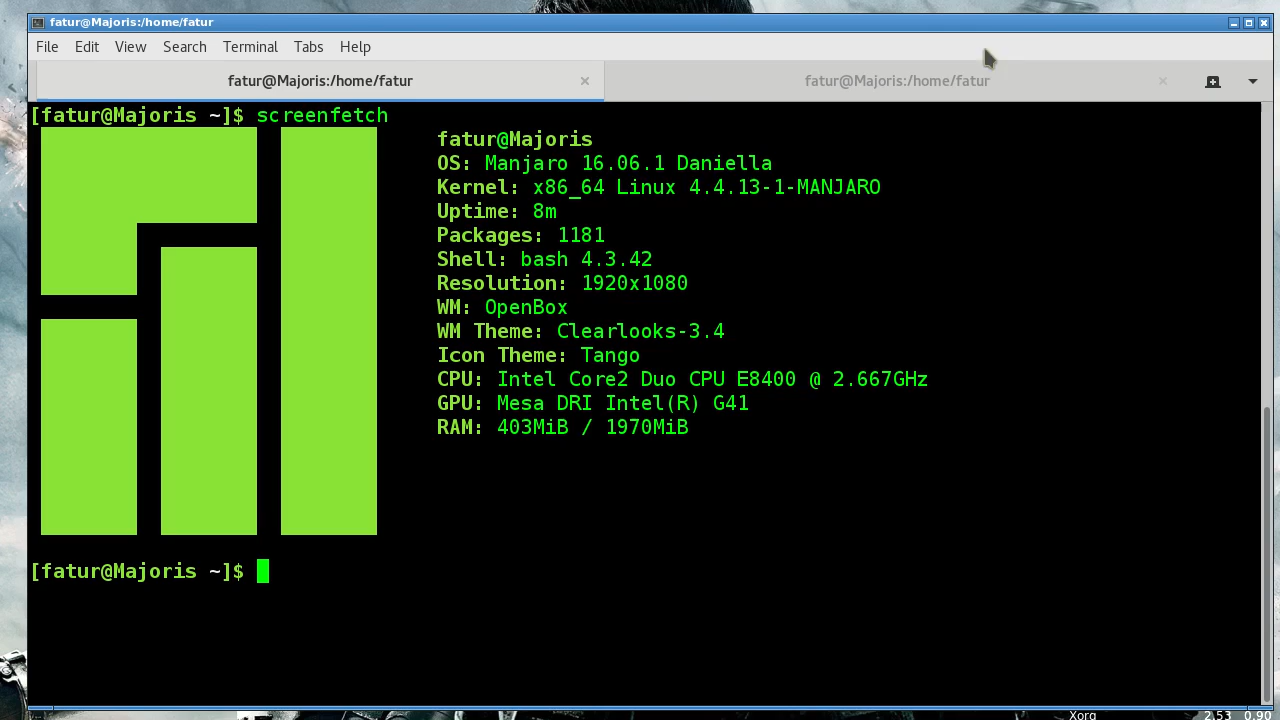 fatur@Majoris:/home/fatur
File Edit View Search Terminal Tabs Help
fatur@Majoris:/home/fatur fatur@Majoris:/home/fatur
[fatur@Majoris ~]$ screenfetch
fatur@Majoris
OS: Manjaro 16.06.1 Daniella
Kernel: x86_64 Linux 4.4.13-1-MANJARO
Uptime: 8m
Packages: 1181
Shell: bash 4.3.42
Resolution: 1920x1080
WM: OpenBox
WM Theme: Clearlooks-3.4
Icon Theme: Tango
CPU: Intel Core2 Duo CPU E8400 @ 2.667GHz
GPU: Mesa DRI Intel(R) G41
RAM: 403MiB / 1970MiB
[fatur@Majoris ~]$
Xorg 2.53 0.90